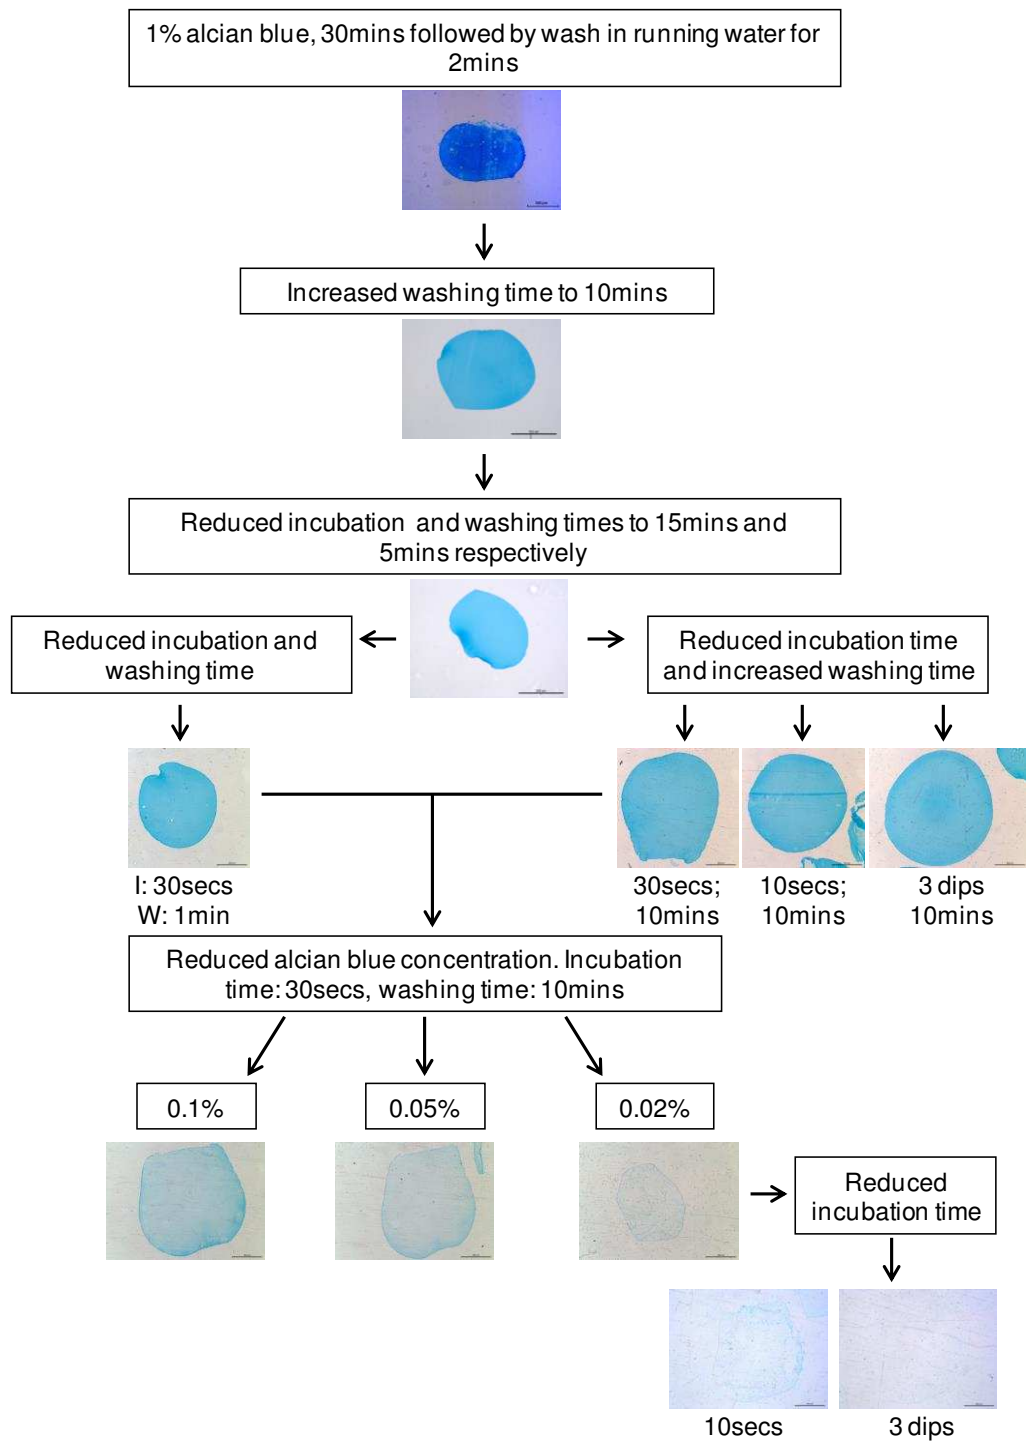 1% alcian blue, 30mins followed by wash in running water for
2mins
Increased washing time to 10mins
Reduced incubation and washing times to 15mins and
5mins respectively
Reduced incubation and
washing time
Reduced incubation time
and increased washing time
I: 30secs
W: 1min
30secs;
10mins
10secs;
10mins
3 dips
10mins
Reduced alcian blue concentration. Incubation
time: 30secs, washing time: 10mins
0.1%
0.05%
0.02%
Reduced
incubation time
10secs
3 dips